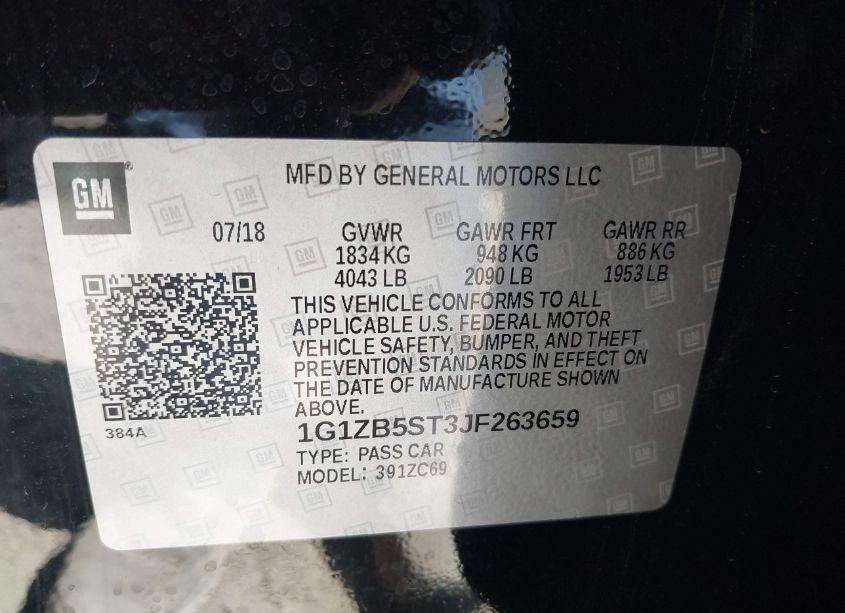 GM
MFD BY GENERAL MOTORS LLC
07/18 GVWR GAWR FRT GAWR RR
1834 KG 948 KG 886 KG
4043 LB 2090 LB 1953 LB
THIS VEHICLE CONFORMS TO ALL
APPLICABLE U.S. FEDERAL MOTOR
VEHICLE SAFETY, BUMPER, AND THEFT
PREVENTION STANDARDS IN EFFECT ON
THE DATE OF MANUFACTURE SHOWN
ABOVE.
384A
1G1ZB5ST3JF263659
TYPE: PASS CAR
MODEL: 391ZC69